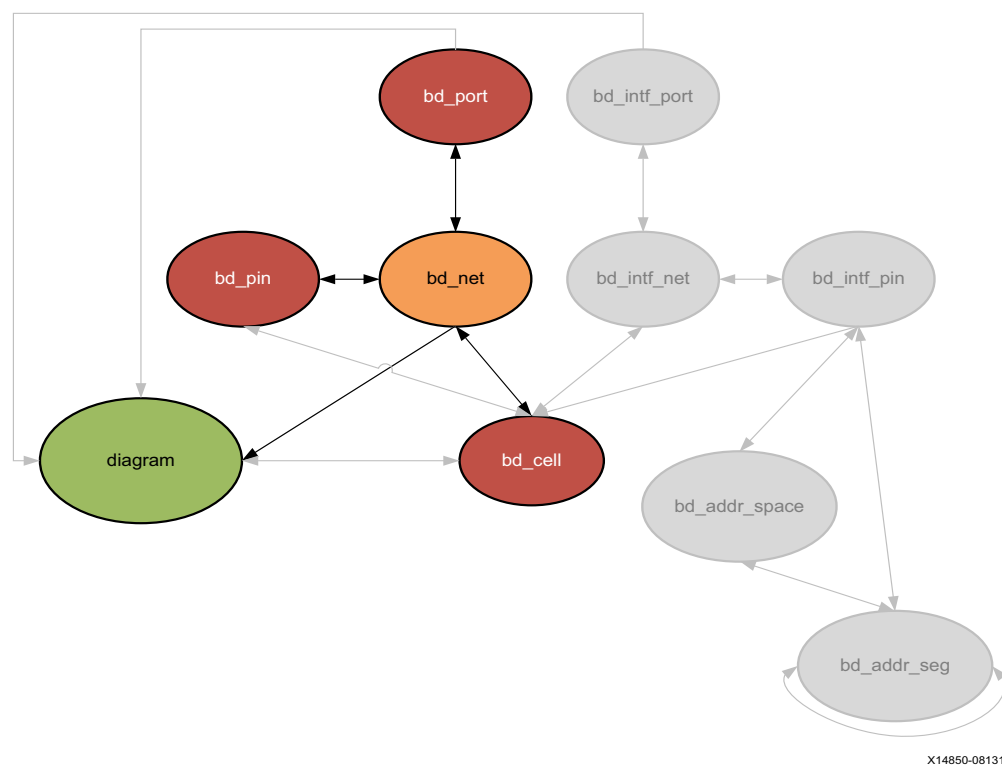 bd_port
bd_intf_port
bd_pin
bd_net
bd_intf_net
bd_intf_pin
diagram
bd_cell
bd_addr_space
bd_addr_seg
X14850-08131